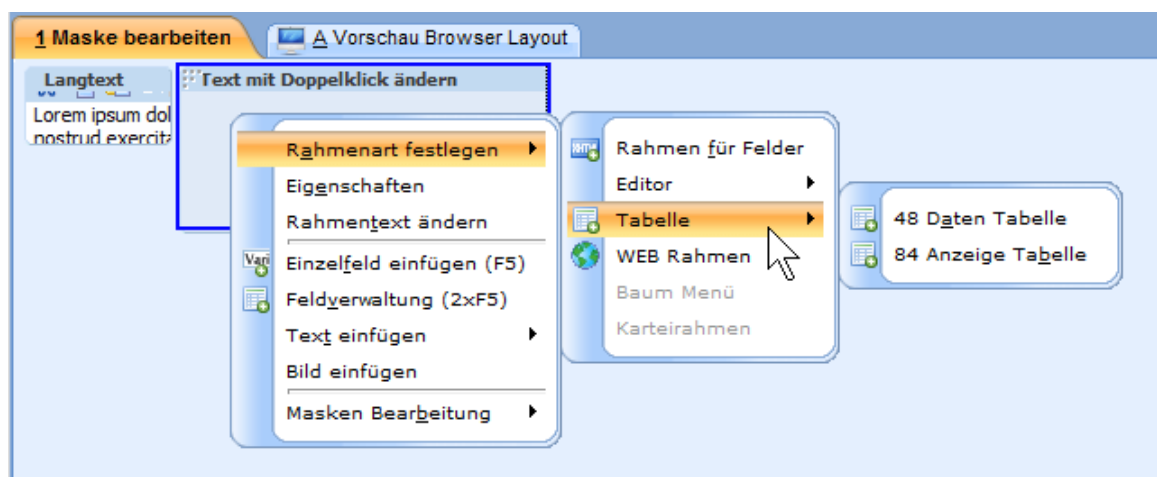 1 Maske bearbeiten
A Vorschau Browser Layout
Langtext
Text mit Doppelklick ändern
Lorem ipsum dol
nostrud exercita
Rahmenart festlegen
Eigenschaften
Rahmentext ändern
Einzelfeld einfügen (F5)
Feldverwaltung (2xF5)
Text einfügen
Bild einfügen
Masken Bearbeitung
Rahmen für Felder
Editor
Tabelle
WEB Rahmen
Baum Menü
Karteirahmen
48 Daten Tabelle
84 Anzeige Tabelle